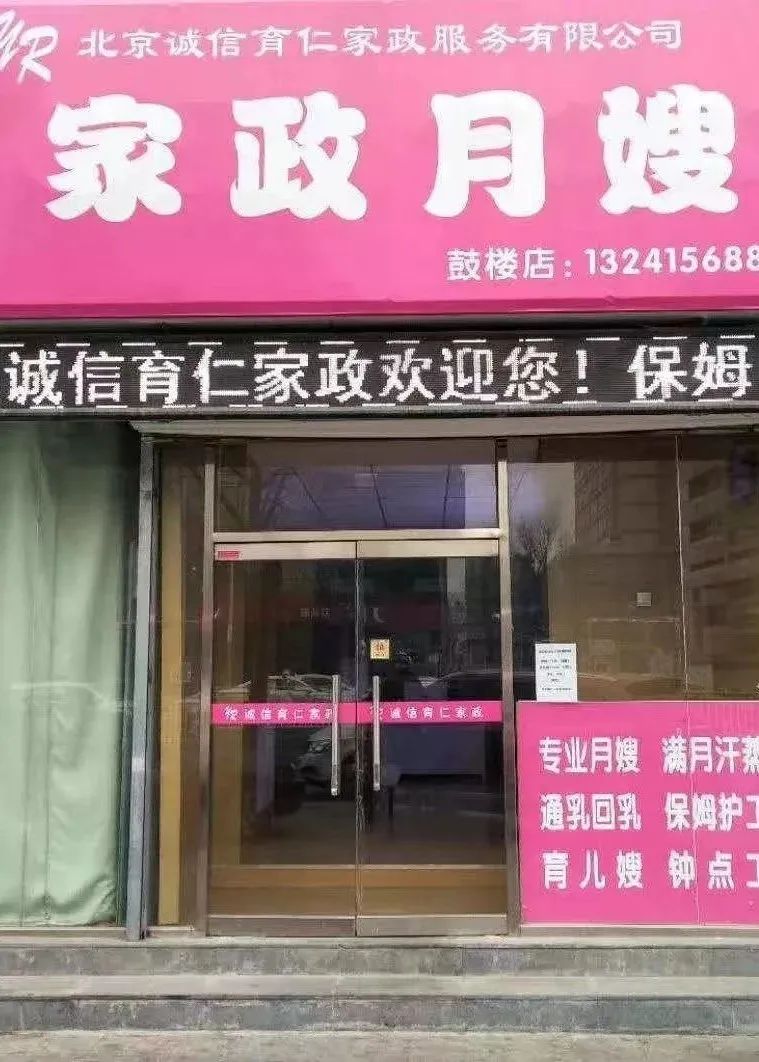 YR 北京诚信育仁家政服务有限公司
家政月嫂
鼓楼店：132415688
诚信育仁家政欢迎您！保姆
诚信育仁家政
诚信育仁家政
专业月嫂 满月汗蒸
通乳回乳 保姆护工
育儿嫂 钟点工